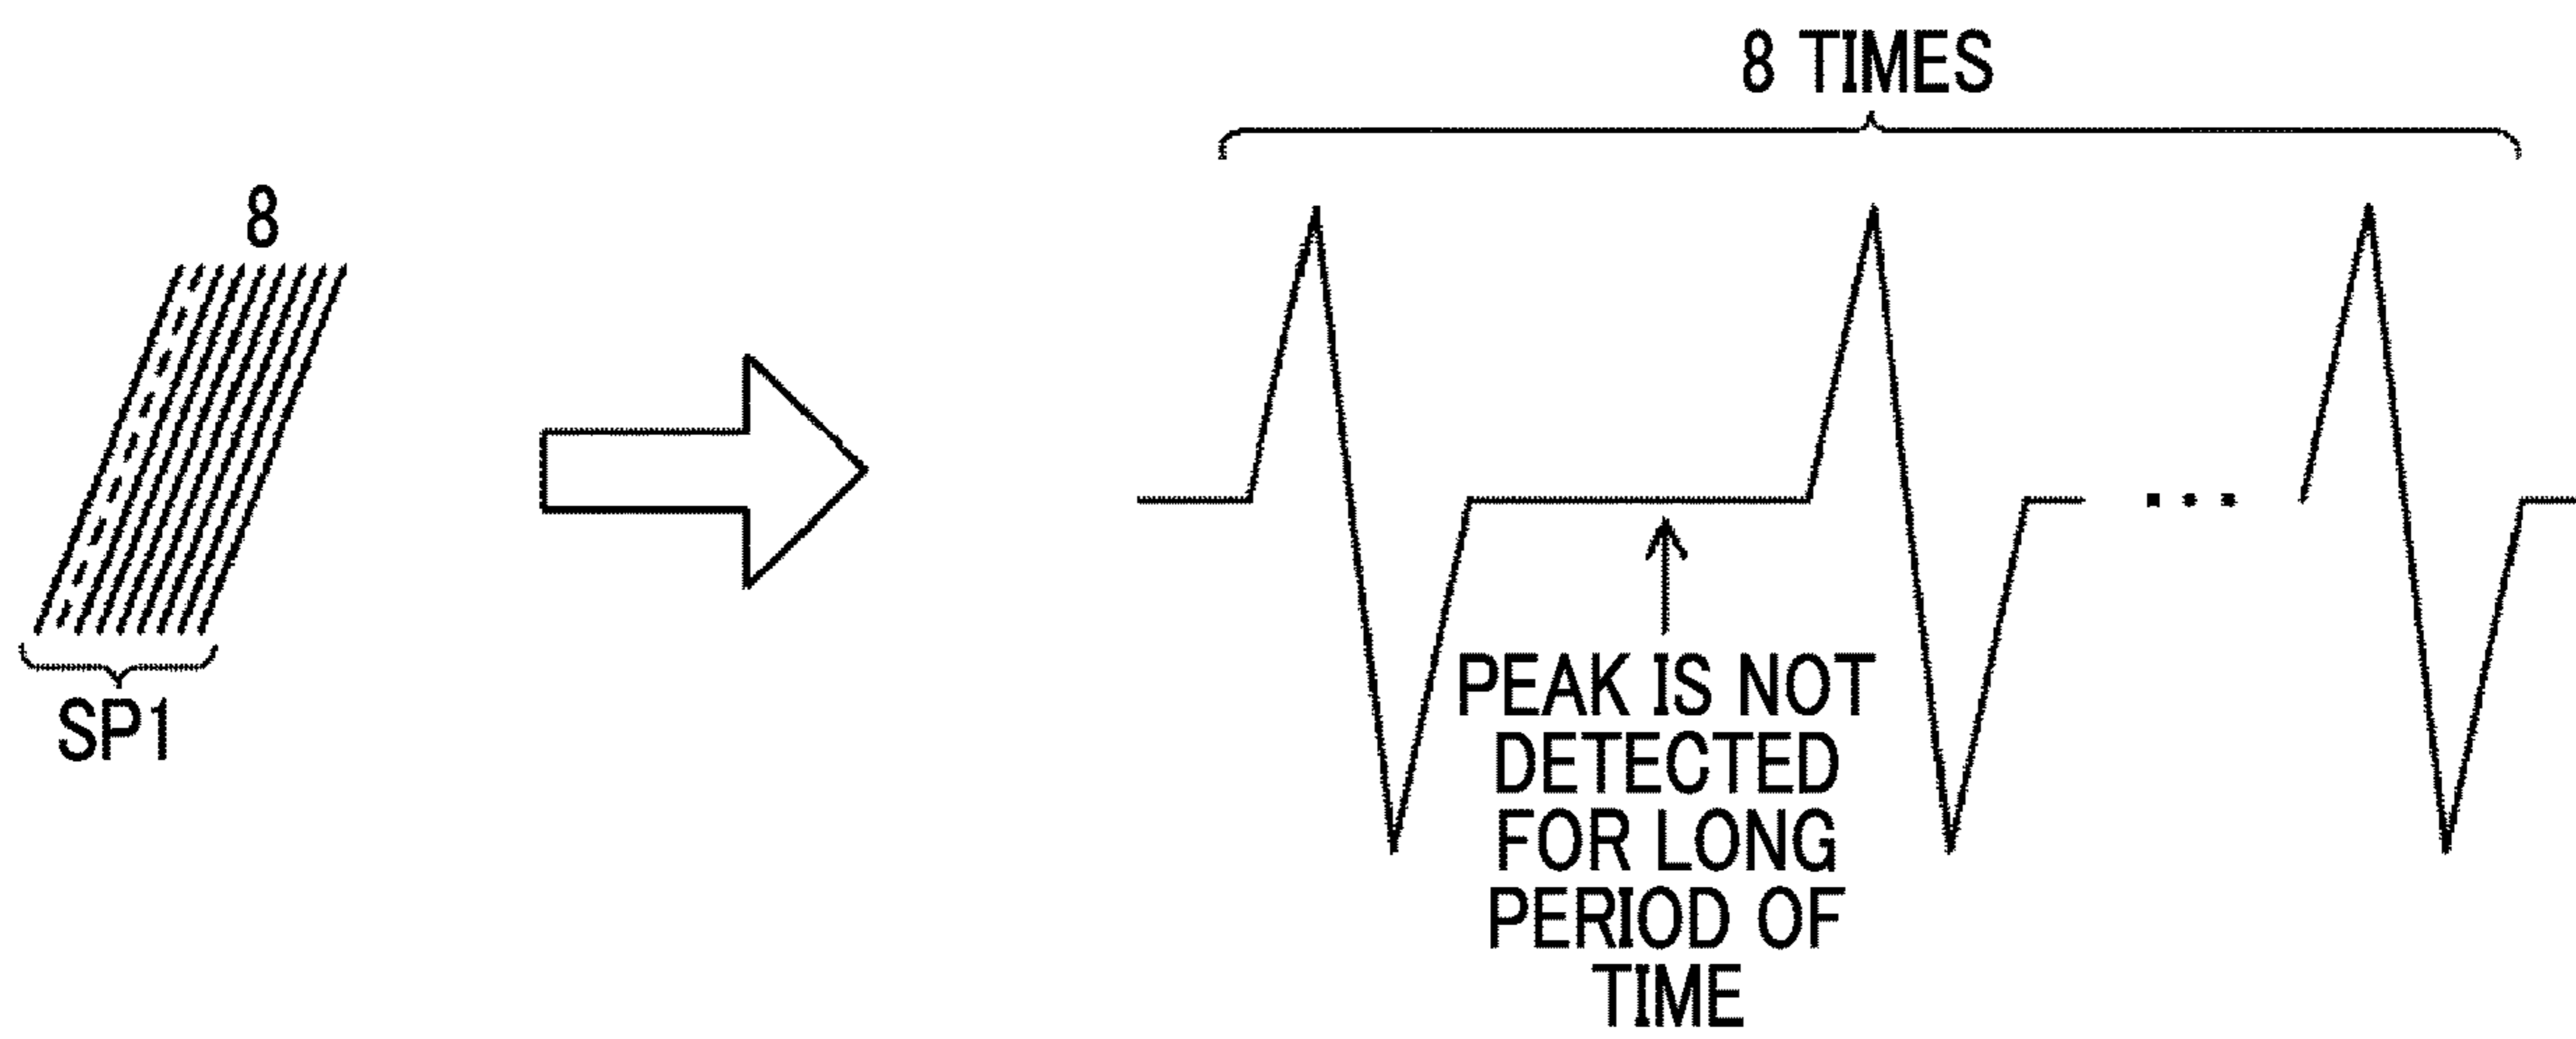 8 TIMES
8
SP1
PEAK IS NOT
DETECTED
FOR LONG
PERIOD OF
TIME